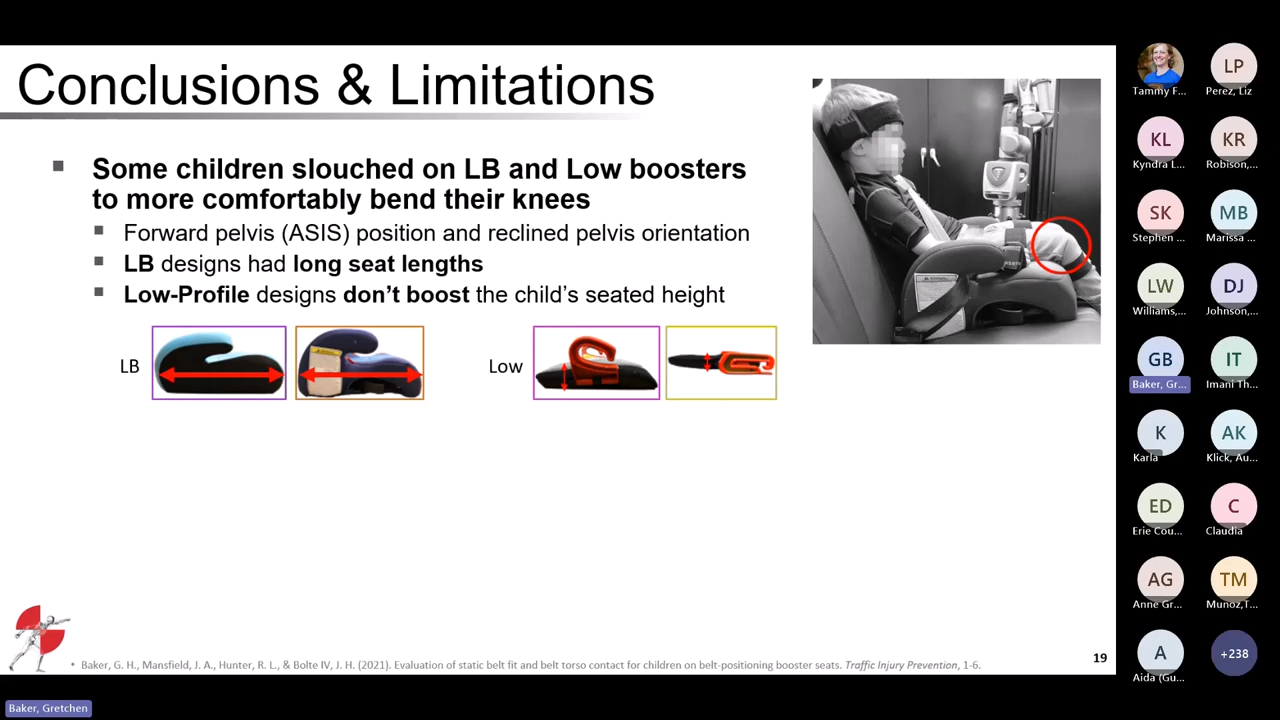 Conclusions & Limitations
Some children slouched on LB and Low boosters
to more comfortably bend their knees
Forward pelvis (ASIS) position and reclined pelvis orientation
LB designs had long seat lengths
Low-Profile designs don't boost the child's seated height
LB
Low
• Baker, G. H., Mansfield, J. A., Hunter, R. L., & Bolte IV, J. H. (2021). Evaluation of static belt fit and belt torso contact for children on belt-positioning booster seats. Traffic Injury Prevention, 1-6.
19
Baker, Gretchen
Tammy F...
LP
Perez, Liz
KL
Kyndra L...
KR
Robison,...
SK
Stephen ...
MB
Marissa ...
LW
Williams,...
DJ
Johnson,...
GB
Baker, Gr...
IT
Imani Th...
K
Karla
AK
Klick, Au...
ED
Erie Cou...
C
Claudia
AG
Anne Gr...
TM
Munoz,T...
A
Aida (Gu...
+238